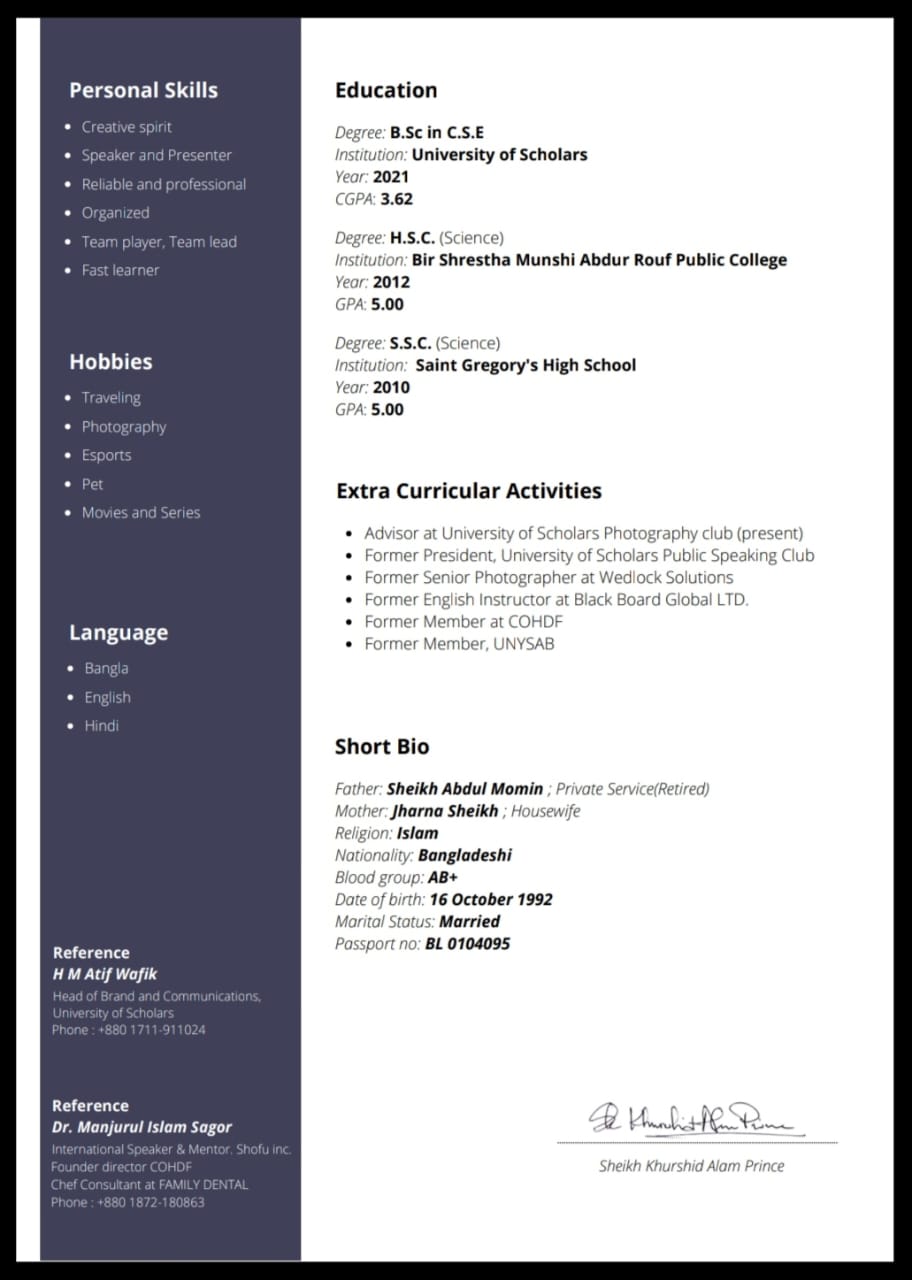 Personal Skills
Creative spirit
Speaker and Presenter
Reliable and professional
Organized
Team player, Team lead
Fast learner
Hobbies
Traveling
Photography
Esports
Pet
Movies and Series
Language
Bangla
English
Hindi
Reference
H M Atif Wafik
Head of Brand and Communications,
University of Scholars
Phone : +880 1711-911024
Reference
Dr. Manjurul Islam Sagor
International Speaker & Mentor. Shofu inc.
Founder director COHDF
Chef Consultant at FAMILY DENTAL
Phone : +880 1872-180863
Education
Degree: B.Sc in C.S.E
Institution: University of Scholars
Year: 2021
CGPA: 3.62
Degree: H.S.C. (Science)
Institution: Bir Shrestha Munshi Abdur Rouf Public College
Year: 2012
GPA: 5.00
Degree: S.S.C. (Science)
Institution: Saint Gregory's High School
Year: 2010
GPA: 5.00
Extra Curricular Activities
Advisor at University of Scholars Photography club (present)
Former President, University of Scholars Public Speaking Club
Former Senior Photographer at Wedlock Solutions
Former English Instructor at Black Board Global LTD.
Former Member at COHDF
Former Member, UNYSAB
Short Bio
Father: Sheikh Abdul Momin ; Private Service(Retired)
Mother: Jharna Sheikh ; Housewife
Religion: Islam
Nationality: Bangladeshi
Blood group: AB+
Date of birth: 16 October 1992
Marital Status: Married
Passport no: BL 0104095
Sk Khurshid Alam Prince
Sheikh Khurshid Alam Prince